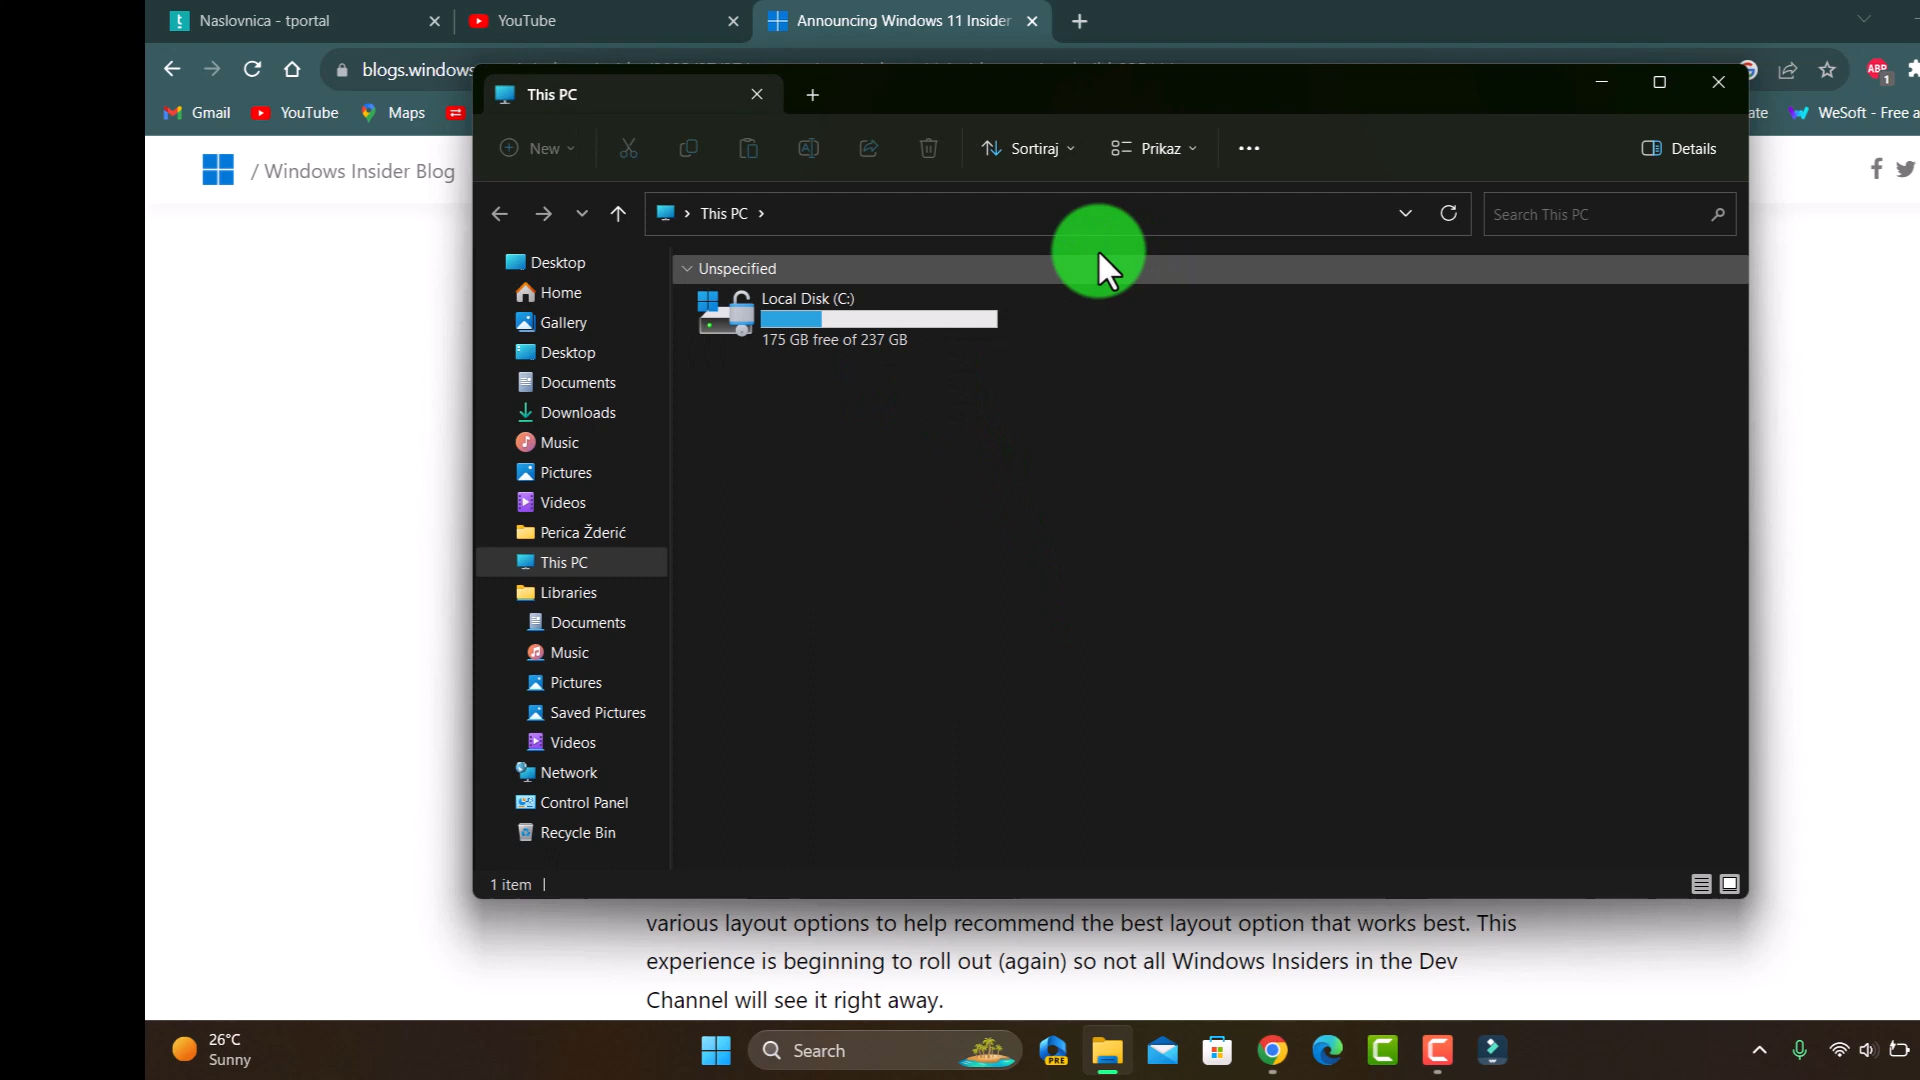 Naslovnica - tportal
YouTube
Announcing Windows 11 Insider
blogs.windows
ABP
1
Gmail
YouTube
Maps
ate
WeSoft - Free a
/ Windows Insider Blog
This PC
New
Sortiraj
Prikaz
Details
This PC
Search This PC
Desktop
Home
Gallery
Desktop
Documents
Downloads
Music
Pictures
Videos
Perica Žderić
This PC
Libraries
Documents
Music
Pictures
Saved Pictures
Videos
Network
Control Panel
Recycle Bin
Unspecified
Local Disk (C:)
175 GB free of 237 GB
1 item
various layout options to help recommend the best layout option that works best. This
experience is beginning to roll out (again) so not all Windows Insiders in the Dev
Channel will see it right away.
26°C
Sunny
Search
PRE